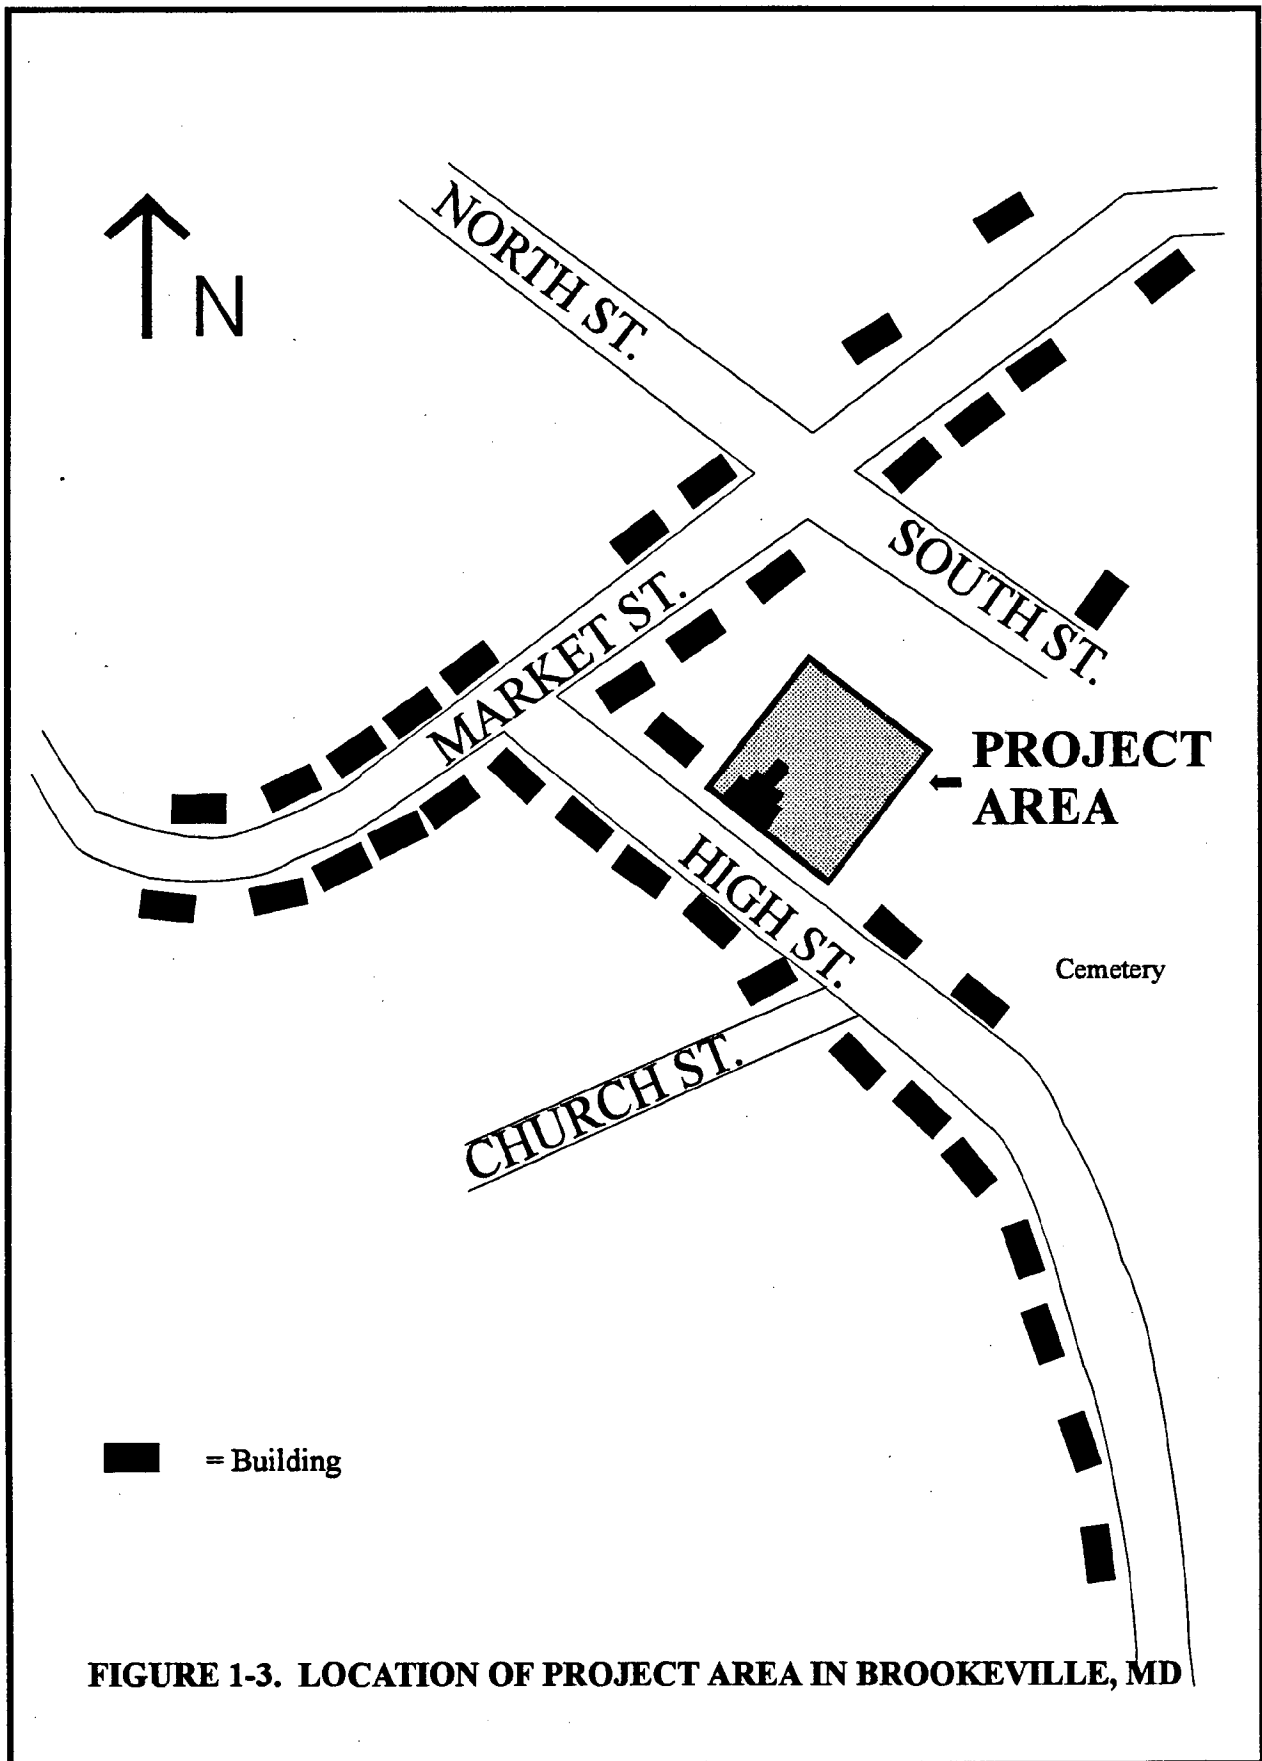 NORTH ST.
N
SOUTH ST.
MARKET ST.
PROJECT
AREA
HIGH ST.
Cemetery
CHURCH ST.
= Building
FIGURE 1-3. LOCATION OF PROJECT AREA IN BROOKEVILLE, MD